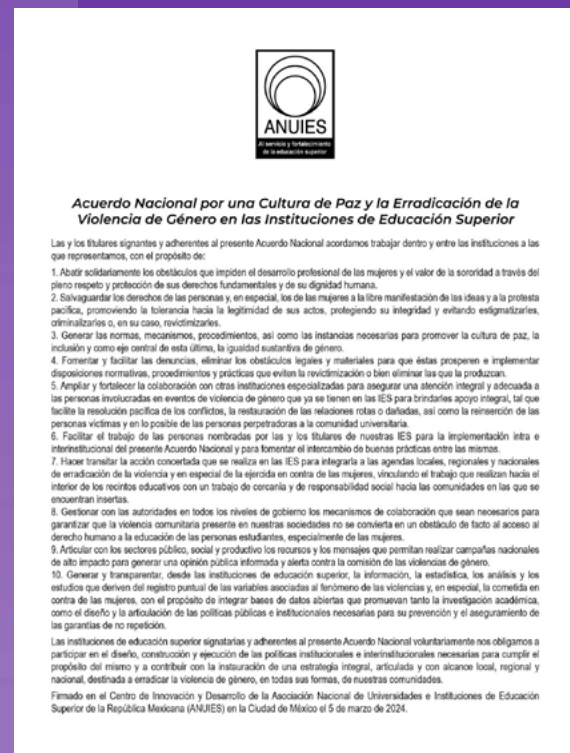 ANUIES
Al servicio y fortalecimiento
de la educación superior
Acuerdo Nacional por una Cultura de Paz y la Erradicación de la
Violencia de Género en las Instituciones de Educación Superior
Las y los titulares signantes y adherentes al presente Acuerdo Nacional acordamos trabajar dentro y entre las instituciones a las
que representamos, con el propósito de:
1. Abatir solidariamente los obstáculos que impiden el desarrollo profesional de las mujeres y el valor de la sororidad a través del
pleno respeto y protección de sus derechos fundamentales y de su dignidad humana.
2. Salvaguardar los derechos de las personas y, en especial, los de las mujeres a la libre manifestación de las ideas y a la protesta
pacífica, promoviendo la tolerancia hacia la legitimidad de sus actos, protegiendo su integridad y evitando estigmatizarles,
criminalizarles o, en su caso, revictimizarles.
3. Generar las normas, mecanismos, procedimientos, así como las instancias necesarias para promover la cultura de paz, la
inclusión y como eje central de esta última, la igualdad sustantiva de género.
4. Fomentar y facilitar las denuncias, eliminar los obstáculos legales y materiales para que éstas prosperen e implementar
disposiciones normativas, procedimientos y prácticas que eviten la revictimización o bien eliminar las que la produzcan.
5. Ampliar y fortalecer la colaboración con otras instituciones especializadas para asegurar una atención integral y adecuada a
las personas involucradas en eventos de violencia de género que ya se tienen en las IES para brindarles apoyo integral, tal que
facilite la resolución pacífica de los conflictos, la restauración de las relaciones rotas o dañadas, así como la reinserción de las
personas víctimas y en lo posible de las personas perpetradoras a la comunidad universitaria.
6. Facilitar el trabajo de las personas nombradas por las y los titulares de nuestras IES para la implementación intra e
interinstitucional del presente Acuerdo Nacional y para fomentar el intercambio de buenas prácticas entre las mismas.
7. Hacer transitar la acción concertada que se realiza en las IES para integrarla a las agendas locales, regionales y nacionales
de erradicación de la violencia y en especial de la ejercida en contra de las mujeres, vinculando el trabajo que realizan hacia el
interior de los recintos educativos con un trabajo de cercanía y de responsabilidad social hacia las comunidades en las que se
encuentran insertas.
8. Gestionar con las autoridades en todos los niveles de gobierno los mecanismos de colaboración que sean necesarios para
garantizar que la violencia comunitaria presente en nuestras sociedades no se convierta en un obstáculo de facto al acceso al
derecho humano a la educación de las personas estudiantes, especialmente de las mujeres.
9. Articular con los sectores público, social y productivo los recursos y los mensajes que permitan realizar campañas nacionales
de alto impacto para generar una opinión pública informada y alerta contra la comisión de las violencias de género.
10. Generar y transparentar, desde las instituciones de educación superior, la información, la estadística, los análisis y los
estudios que deriven del registro puntual de las variables asociadas al fenómeno de las violencias y, en especial, la cometida en
contra de las mujeres, con el propósito de integrar bases de datos abiertas que promuevan tanto la investigación académica,
como el diseño y la articulación de las políticas públicas e institucionales necesarias para su prevención y el aseguramiento de
las garantías de no repetición.
Las instituciones de educación superior signatarias y adherentes al presente Acuerdo Nacional voluntariamente nos obligamos a
participar en el diseño, construcción y ejecución de las políticas institucionales e interinstitucionales necesarias para cumplir el
propósito del mismo y a contribuir con la instauración de una estrategia integral, articulada y con alcance local, regional y
nacional, destinada a erradicar la violencia de género, en todas sus formas, de nuestras comunidades.
Firmado en el Centro de Innovación y Desarrollo de la Asociación Nacional de Universidades e Instituciones de Educación
Superior de la República Mexicana (ANUIES) en la Ciudad de México el 5 de marzo de 2024.